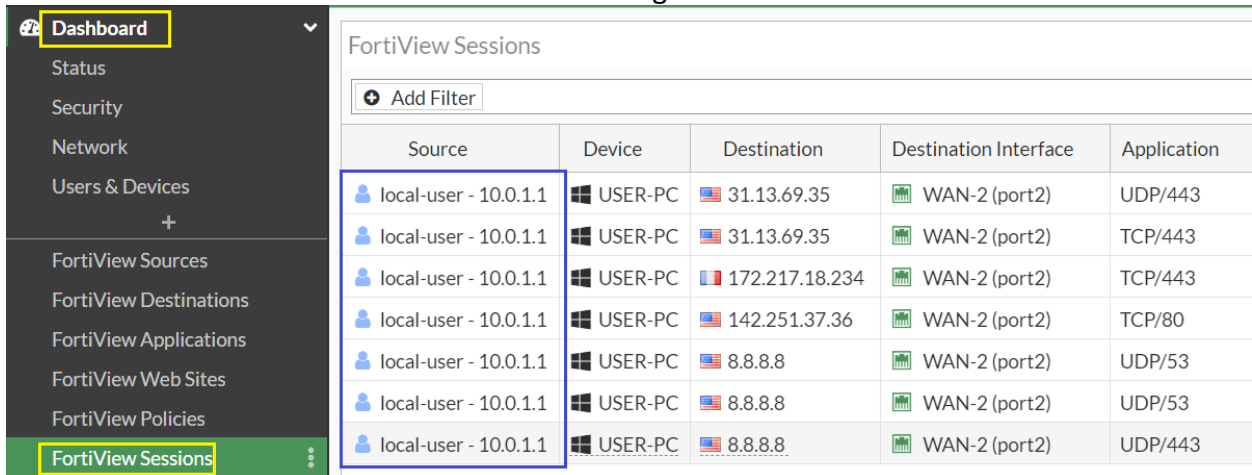 Dashboard
Status
Security
Network
Users & Devices
+
FortiView Sources
FortiView Destinations
FortiView Applications
FortiView Web Sites
FortiView Policies
FortiView Sessions
FortiView Sessions
Add Filter
Source Device Destination Destination Interface Application
local-user - 10.0.1.1 USER-PC 31.13.69.35 WAN-2 (port2) UDP/443
local-user - 10.0.1.1 USER-PC 31.13.69.35 WAN-2 (port2) TCP/443
local-user - 10.0.1.1 USER-PC 172.217.18.234 WAN-2 (port2) TCP/443
local-user - 10.0.1.1 USER-PC 142.251.37.36 WAN-2 (port2) TCP/80
local-user - 10.0.1.1 USER-PC 8.8.8.8 WAN-2 (port2) UDP/53
local-user - 10.0.1.1 USER-PC 8.8.8.8 WAN-2 (port2) UDP/53
local-user - 10.0.1.1 USER-PC 8.8.8.8 WAN-2 (port2) UDP/443